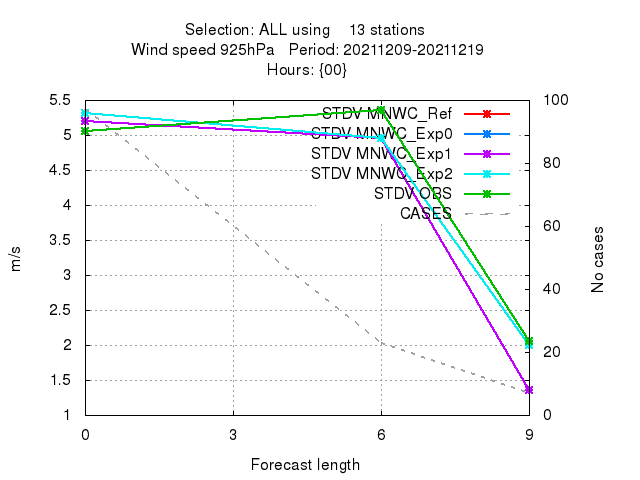 Selection: ALL using 13 stations
Wind speed 925hPa Period: 20211209-20211219
Hours: {00}
5.5
5
4.5
4
3.5
3
2.5
2
1.5
1
m/s
STDV MNWC_Ref
STDV MNWC_Exp0
STDV MNWC_Exp1
STDV MNWC_Exp2
STDV OBS
CASES
100
80
60
40
20
0
No cases
0 3 6 9
Forecast length